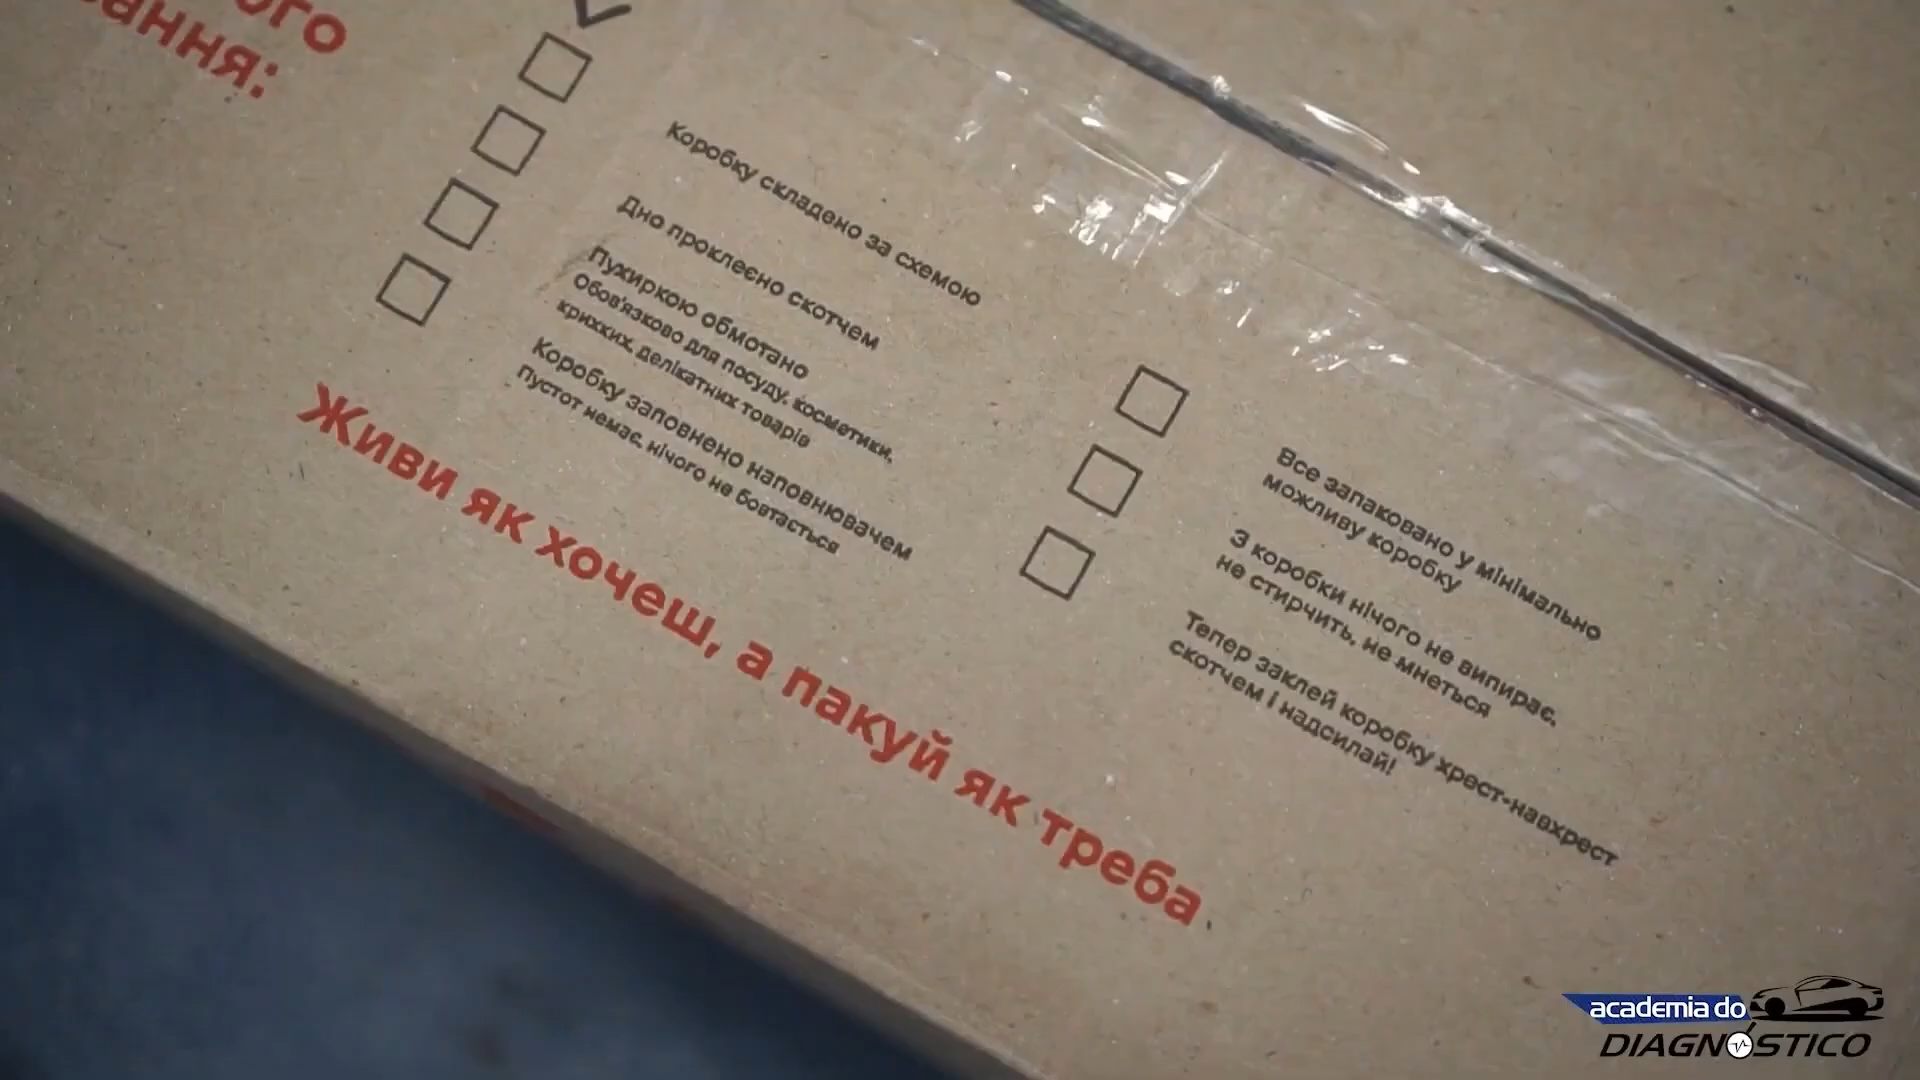 ання:
Коробку складено за схемою
Дно проклеєно скотчем
Пухиркою обмотано
Обов'язково для посуду, косметики,
крихких, делікатних товарів
Коробку заповнено наповнювачем
Пустот немає, нічого не бовтається
Все запаковано у мінімально
можливу коробку
З коробки нічого не випирає,
не стирчить, не мнеться
Тепер заклей коробку хрест-навхрест
скотчем і надсилай!
Живи як хочеш, а пакуй як треба
academia do
DIAGNOSTICO